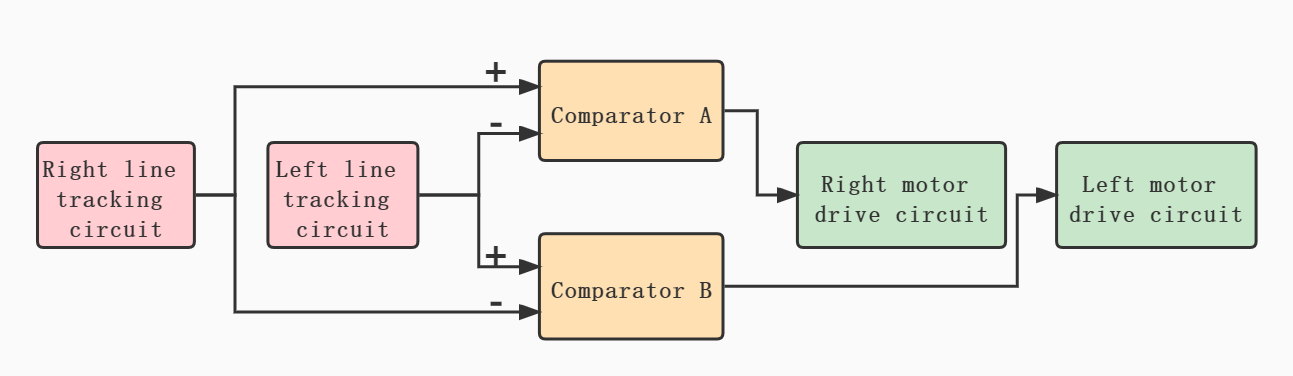 Right line
tracking
circuit
Left line
tracking
circuit
+
-
Comparator A
+
-
Comparator B
Right motor
drive circuit
Left motor
drive circuit